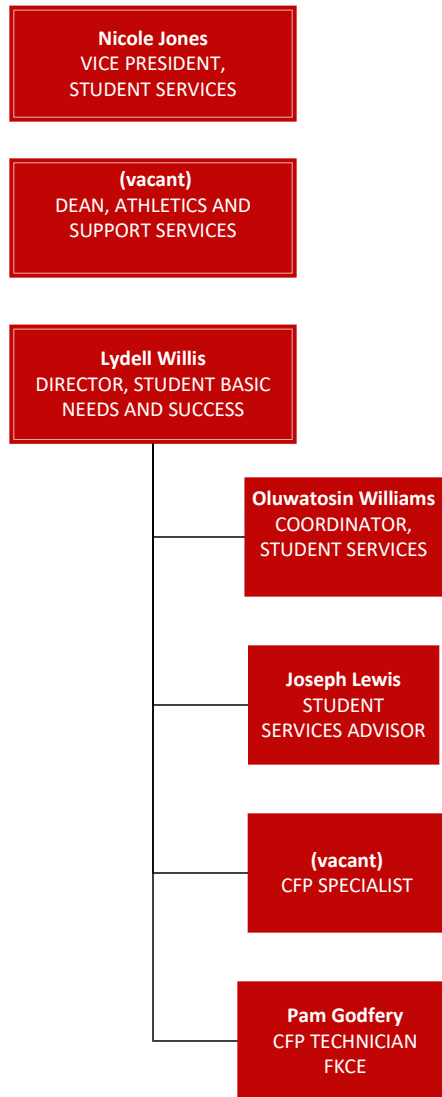 Nicole Jones
VICE PRESIDENT,
STUDENT SERVICES
(vacant)
DEAN, ATHLETICS AND
SUPPORT SERVICES
Lydell Willis
DIRECTOR, STUDENT BASIC
NEEDS AND SUCCESS
Oluwatosin Williams
COORDINATOR,
STUDENT SERVICES
Joseph Lewis
STUDENT
SERVICES ADVISOR
(vacant)
CFP SPECIALIST
Pam Godfery
CFP TECHNICIAN
FKCE